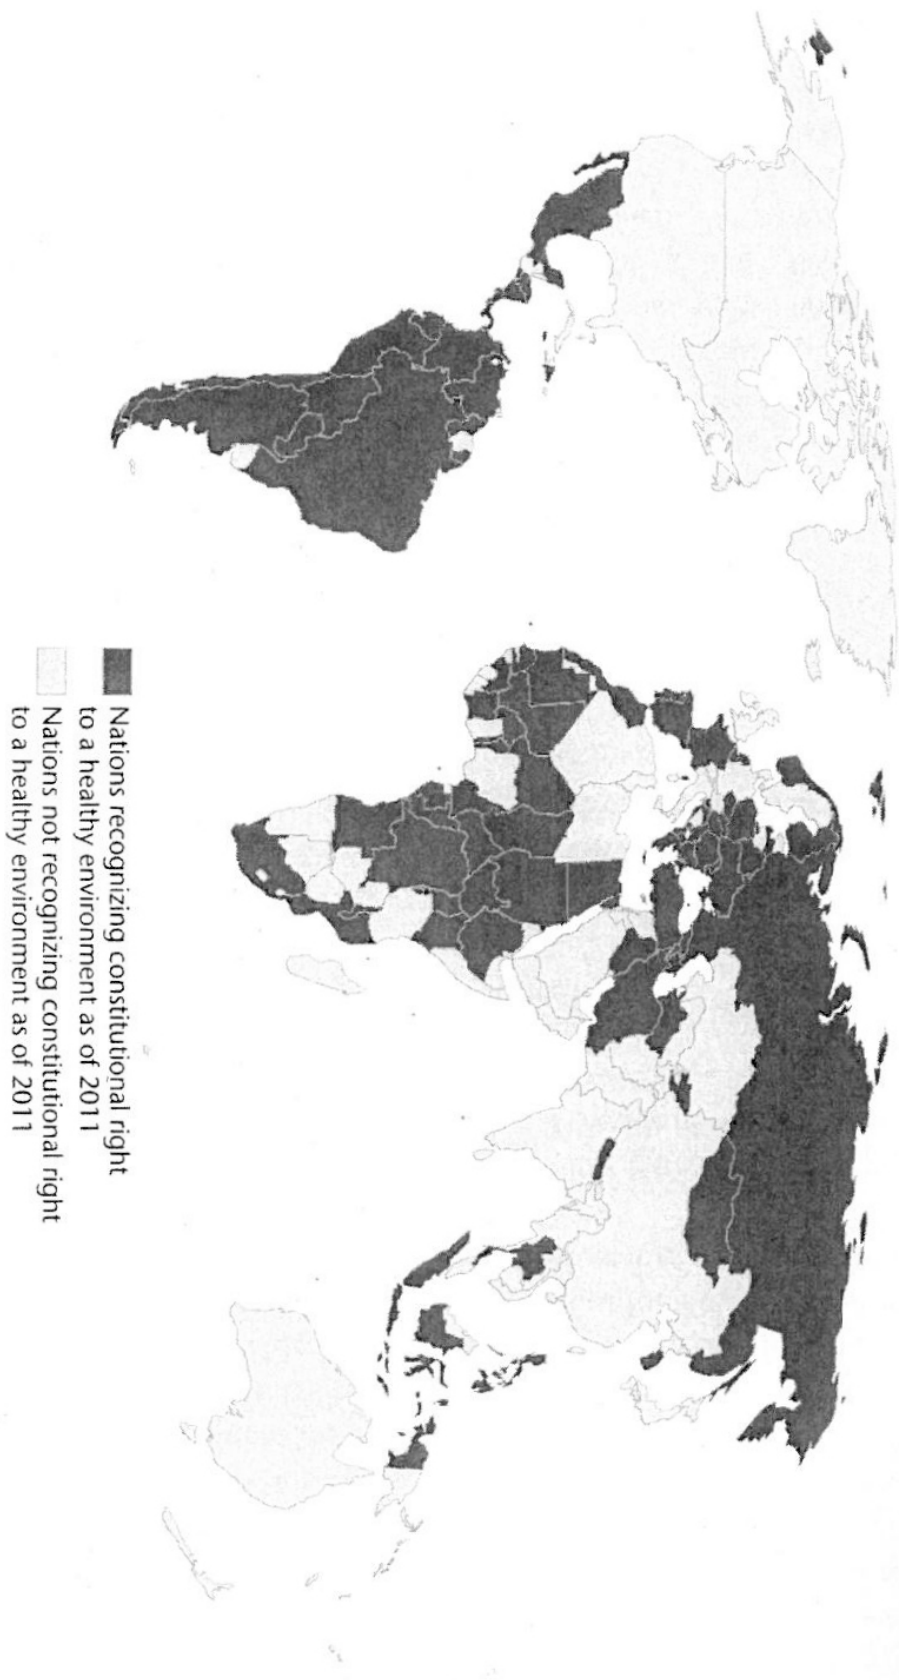 Nations recognizing constitutional right
to a healthy environment as of 2011
Nations not recognizing constitutional right
to a healthy environment as of 2011